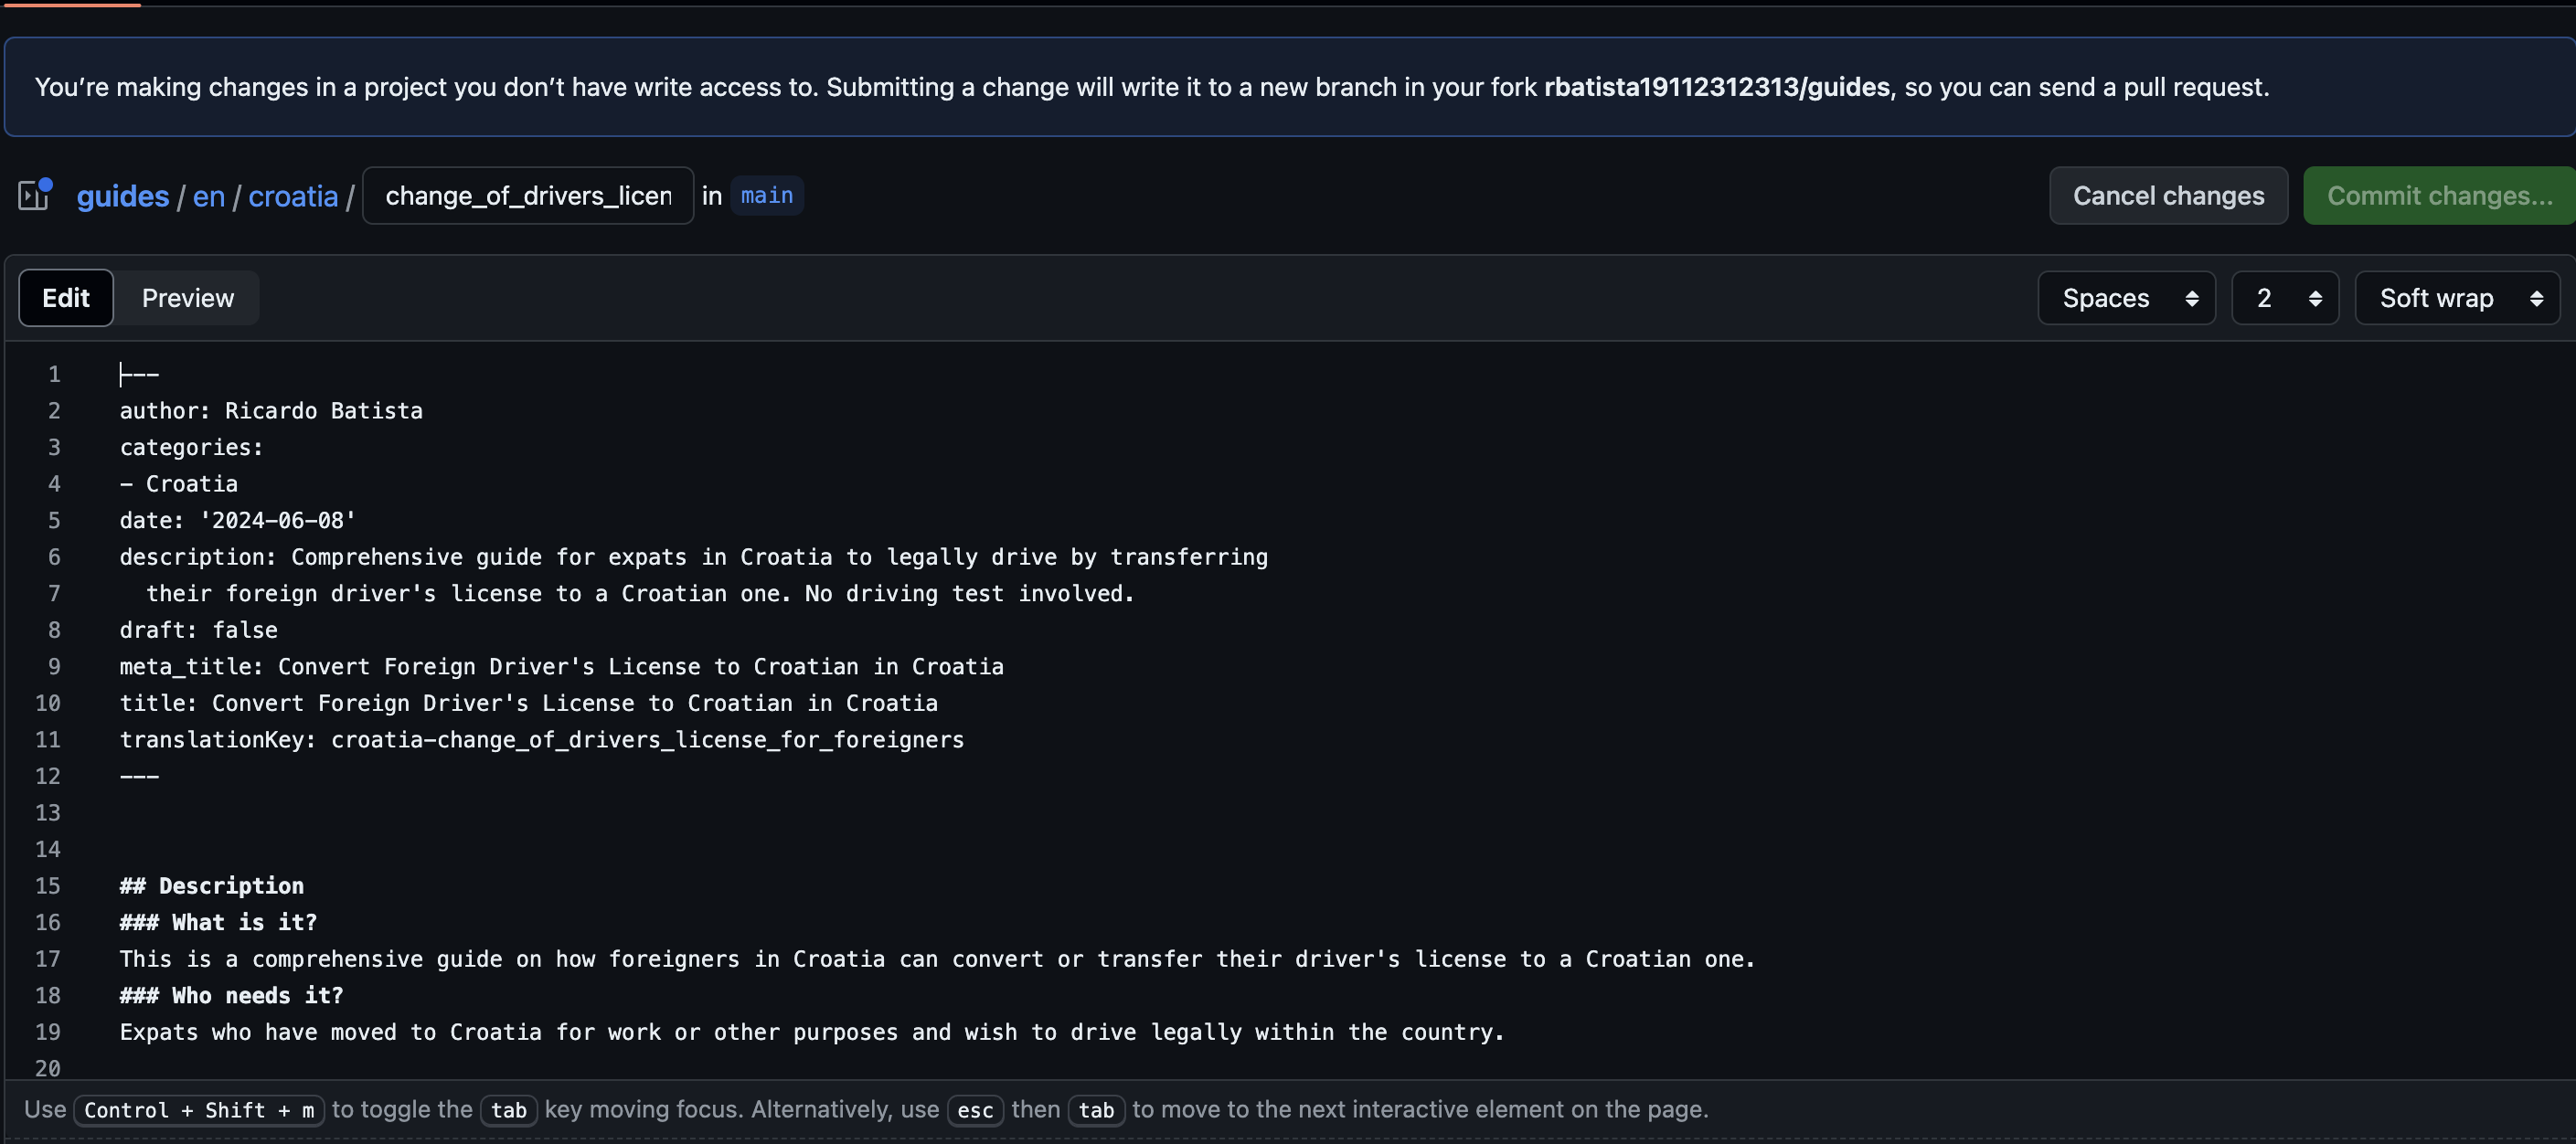 You’re making changes in a project you don’t have write access to. Submitting a change will write it to a new branch in your fork rbatista19112312313/guides, so you can send a pull request.
guides / en / croatia / change_of_drivers_licen in main
Cancel changes Commit changes...
Edit Preview Spaces 2 Soft wrap
1 ---
2 author: Ricardo Batista
3 categories:
4 - Croatia
5 date: '2024-06-08'
6 description: Comprehensive guide for expats in Croatia to legally drive by transferring
7 their foreign driver's license to a Croatian one. No driving test involved.
8 draft: false
9 meta_title: Convert Foreign Driver's License to Croatian in Croatia
10 title: Convert Foreign Driver's License to Croatian in Croatia
11 translationKey: croatia-change_of_drivers_license_for_foreigners
12 ---
13
14
15 ## Description
16 ### What is it?
17 This is a comprehensive guide on how foreigners in Croatia can convert or transfer their driver's license to a Croatian one.
18 ### Who needs it?
19 Expats who have moved to Croatia for work or other purposes and wish to drive legally within the country.
20
Use Control + Shift + m to toggle the tab key moving focus. Alternatively, use esc then tab to move to the next interactive element on the page.